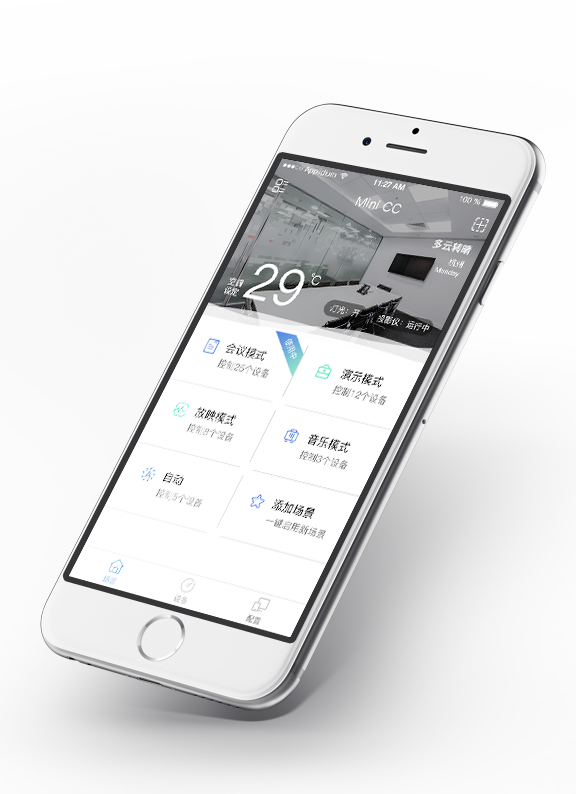 11:27 AM
100 %
Mini CC
多云转晴
杭州
Monday
空调
设定
29℃
灯光：开
投影仪：运行中
使用中
会议模式
控制25个设备
演示模式
控制12个设备
放映模式
控制8个设备
音乐模式
控制3个设备
自动
控制5个设备
添加场景
一键启用新场景
场景
设备
配置